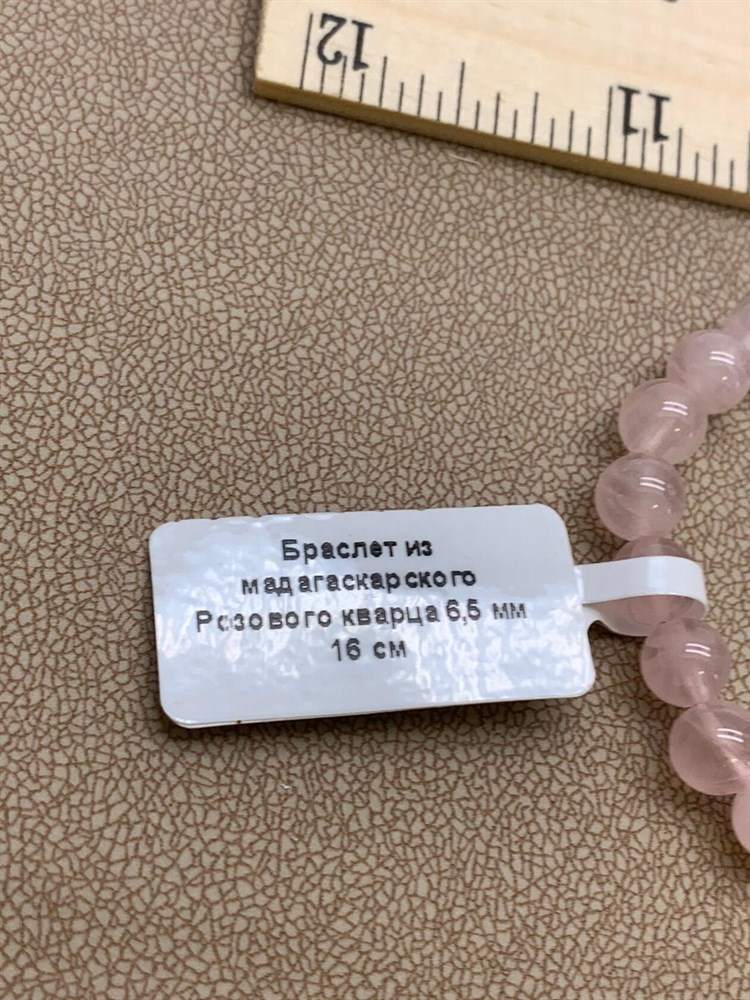 12
11
Браслет из
мадагаскарского
Розового кварца 6,5 мм
16 см